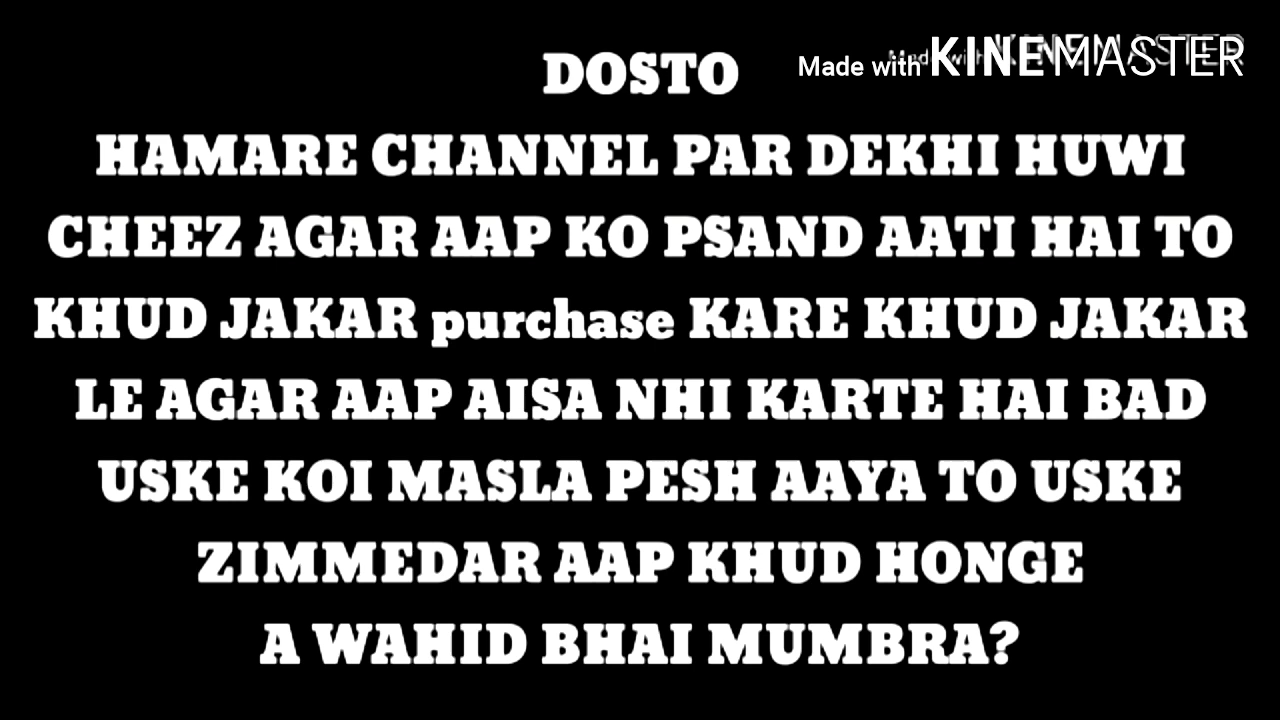 Made with KINEMASTER
DOSTO
HAMARE CHANNEL PAR DEKHI HUWI
CHEEZ AGAR AAP KO PSAND AATI HAI TO
KHUD JAKAR purchase KARE KHUD JAKAR
LE AGAR AAP AISA NHI KARTE HAI BAD
USKE KOI MASLA PESH AAYA TO USKE
ZIMMEDAR AAP KHUD HONGE
A WAHID BHAI MUMBRA?